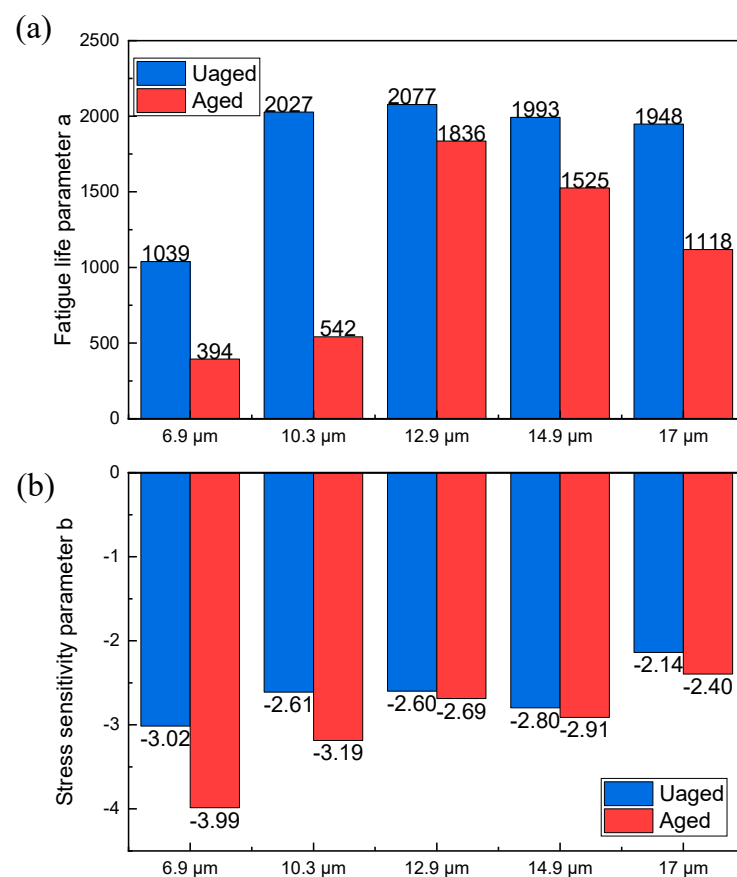 (a)
Fatigue life parameter a
2500
2000
1500
1000
500
0
Uaged
Aged
1039
394
2027
542
2077
1836
1993
1525
1948
1118
6.9 µm
10.3 µm
12.9 µm
14.9 µm
17 µm
(b)
Stress sensitivity parameter b
0
-1
-2
-3
-4
-3.02
-3.99
-2.61
-3.19
-2.60
-2.69
-2.80
-2.91
-2.14
-2.40
Uaged
Aged
6.9 µm
10.3 µm
12.9 µm
14.9 µm
17 µm